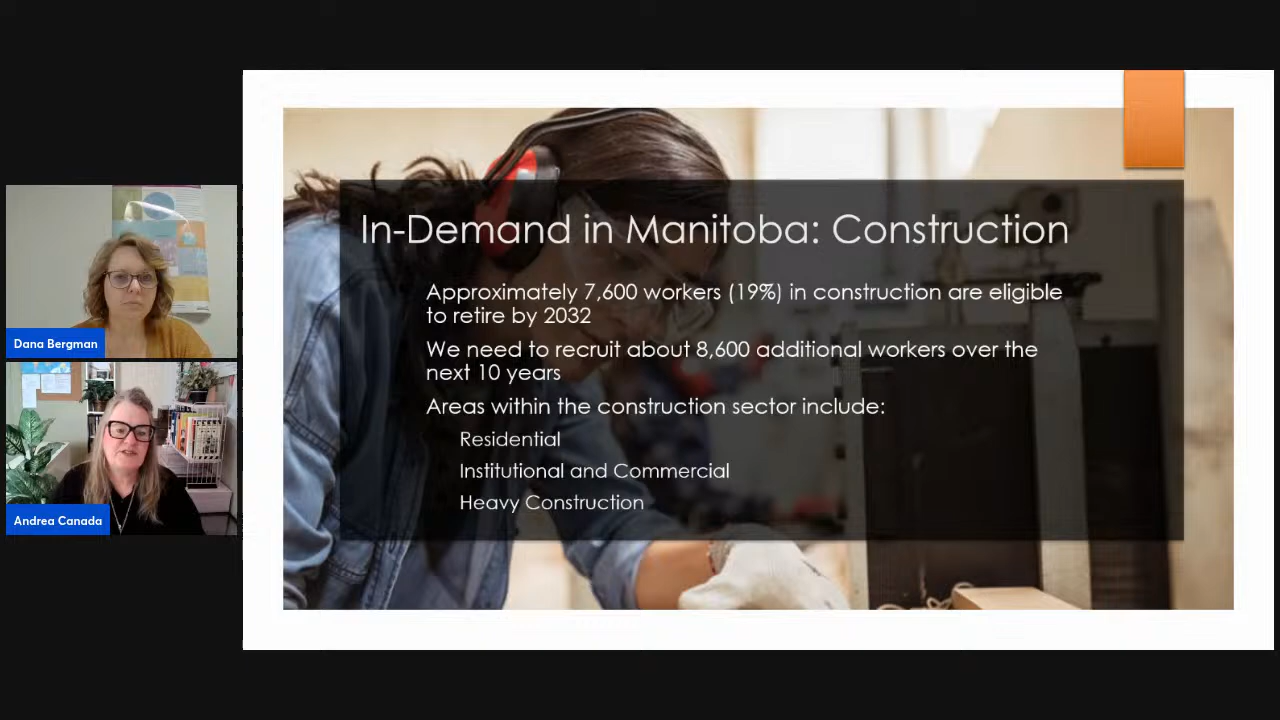 In-Demand in Manitoba: Construction
Approximately 7,600 workers (19%) in construction are eligible
to retire by 2032
We need to recruit about 8,600 additional workers over the
next 10 years
Areas within the construction sector include:
Residential
Institutional and Commercial
Heavy Construction
Dana Bergman
Andrea Canada